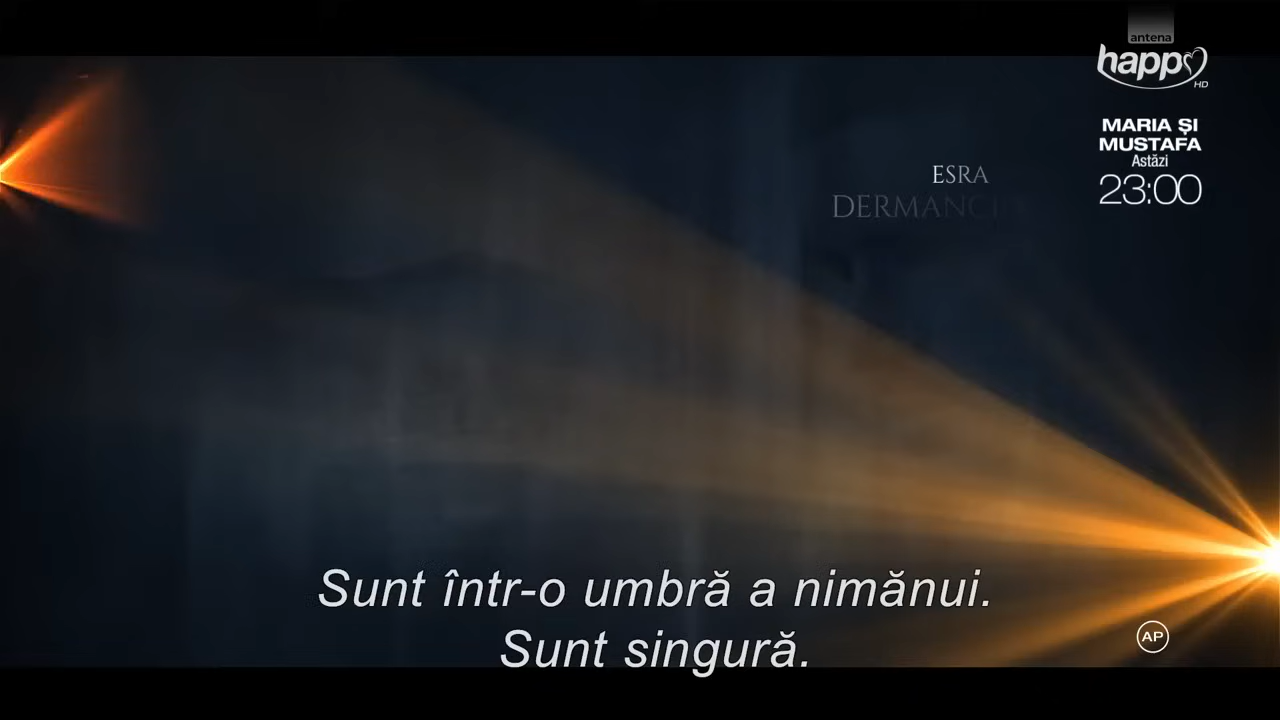 antena
happy
HD
MARIA ȘI
MUSTAFA
Astăzi
23:00
ESRA
Sunt într-o umbră a nimănui.
Sunt singură.
AP